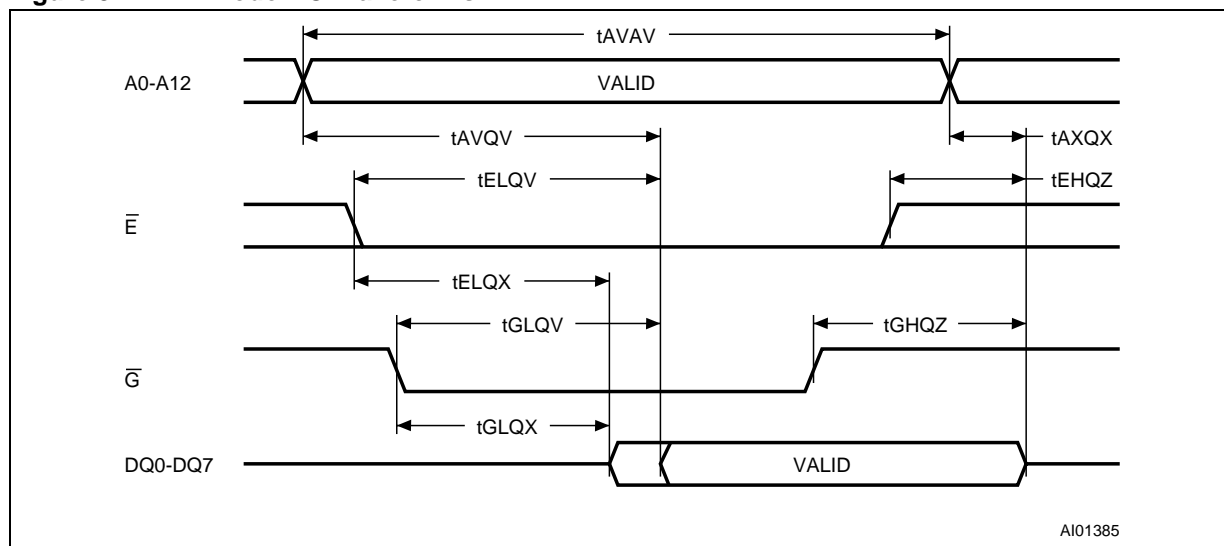 tAVAV
A0-A12
VALID
tAVQV
tAXQX
tELQV
tEHQZ
E̅
tELQX
tGLQV
tGHQZ
G̅
tGLQX
DQ0-DQ7
VALID
AI01385